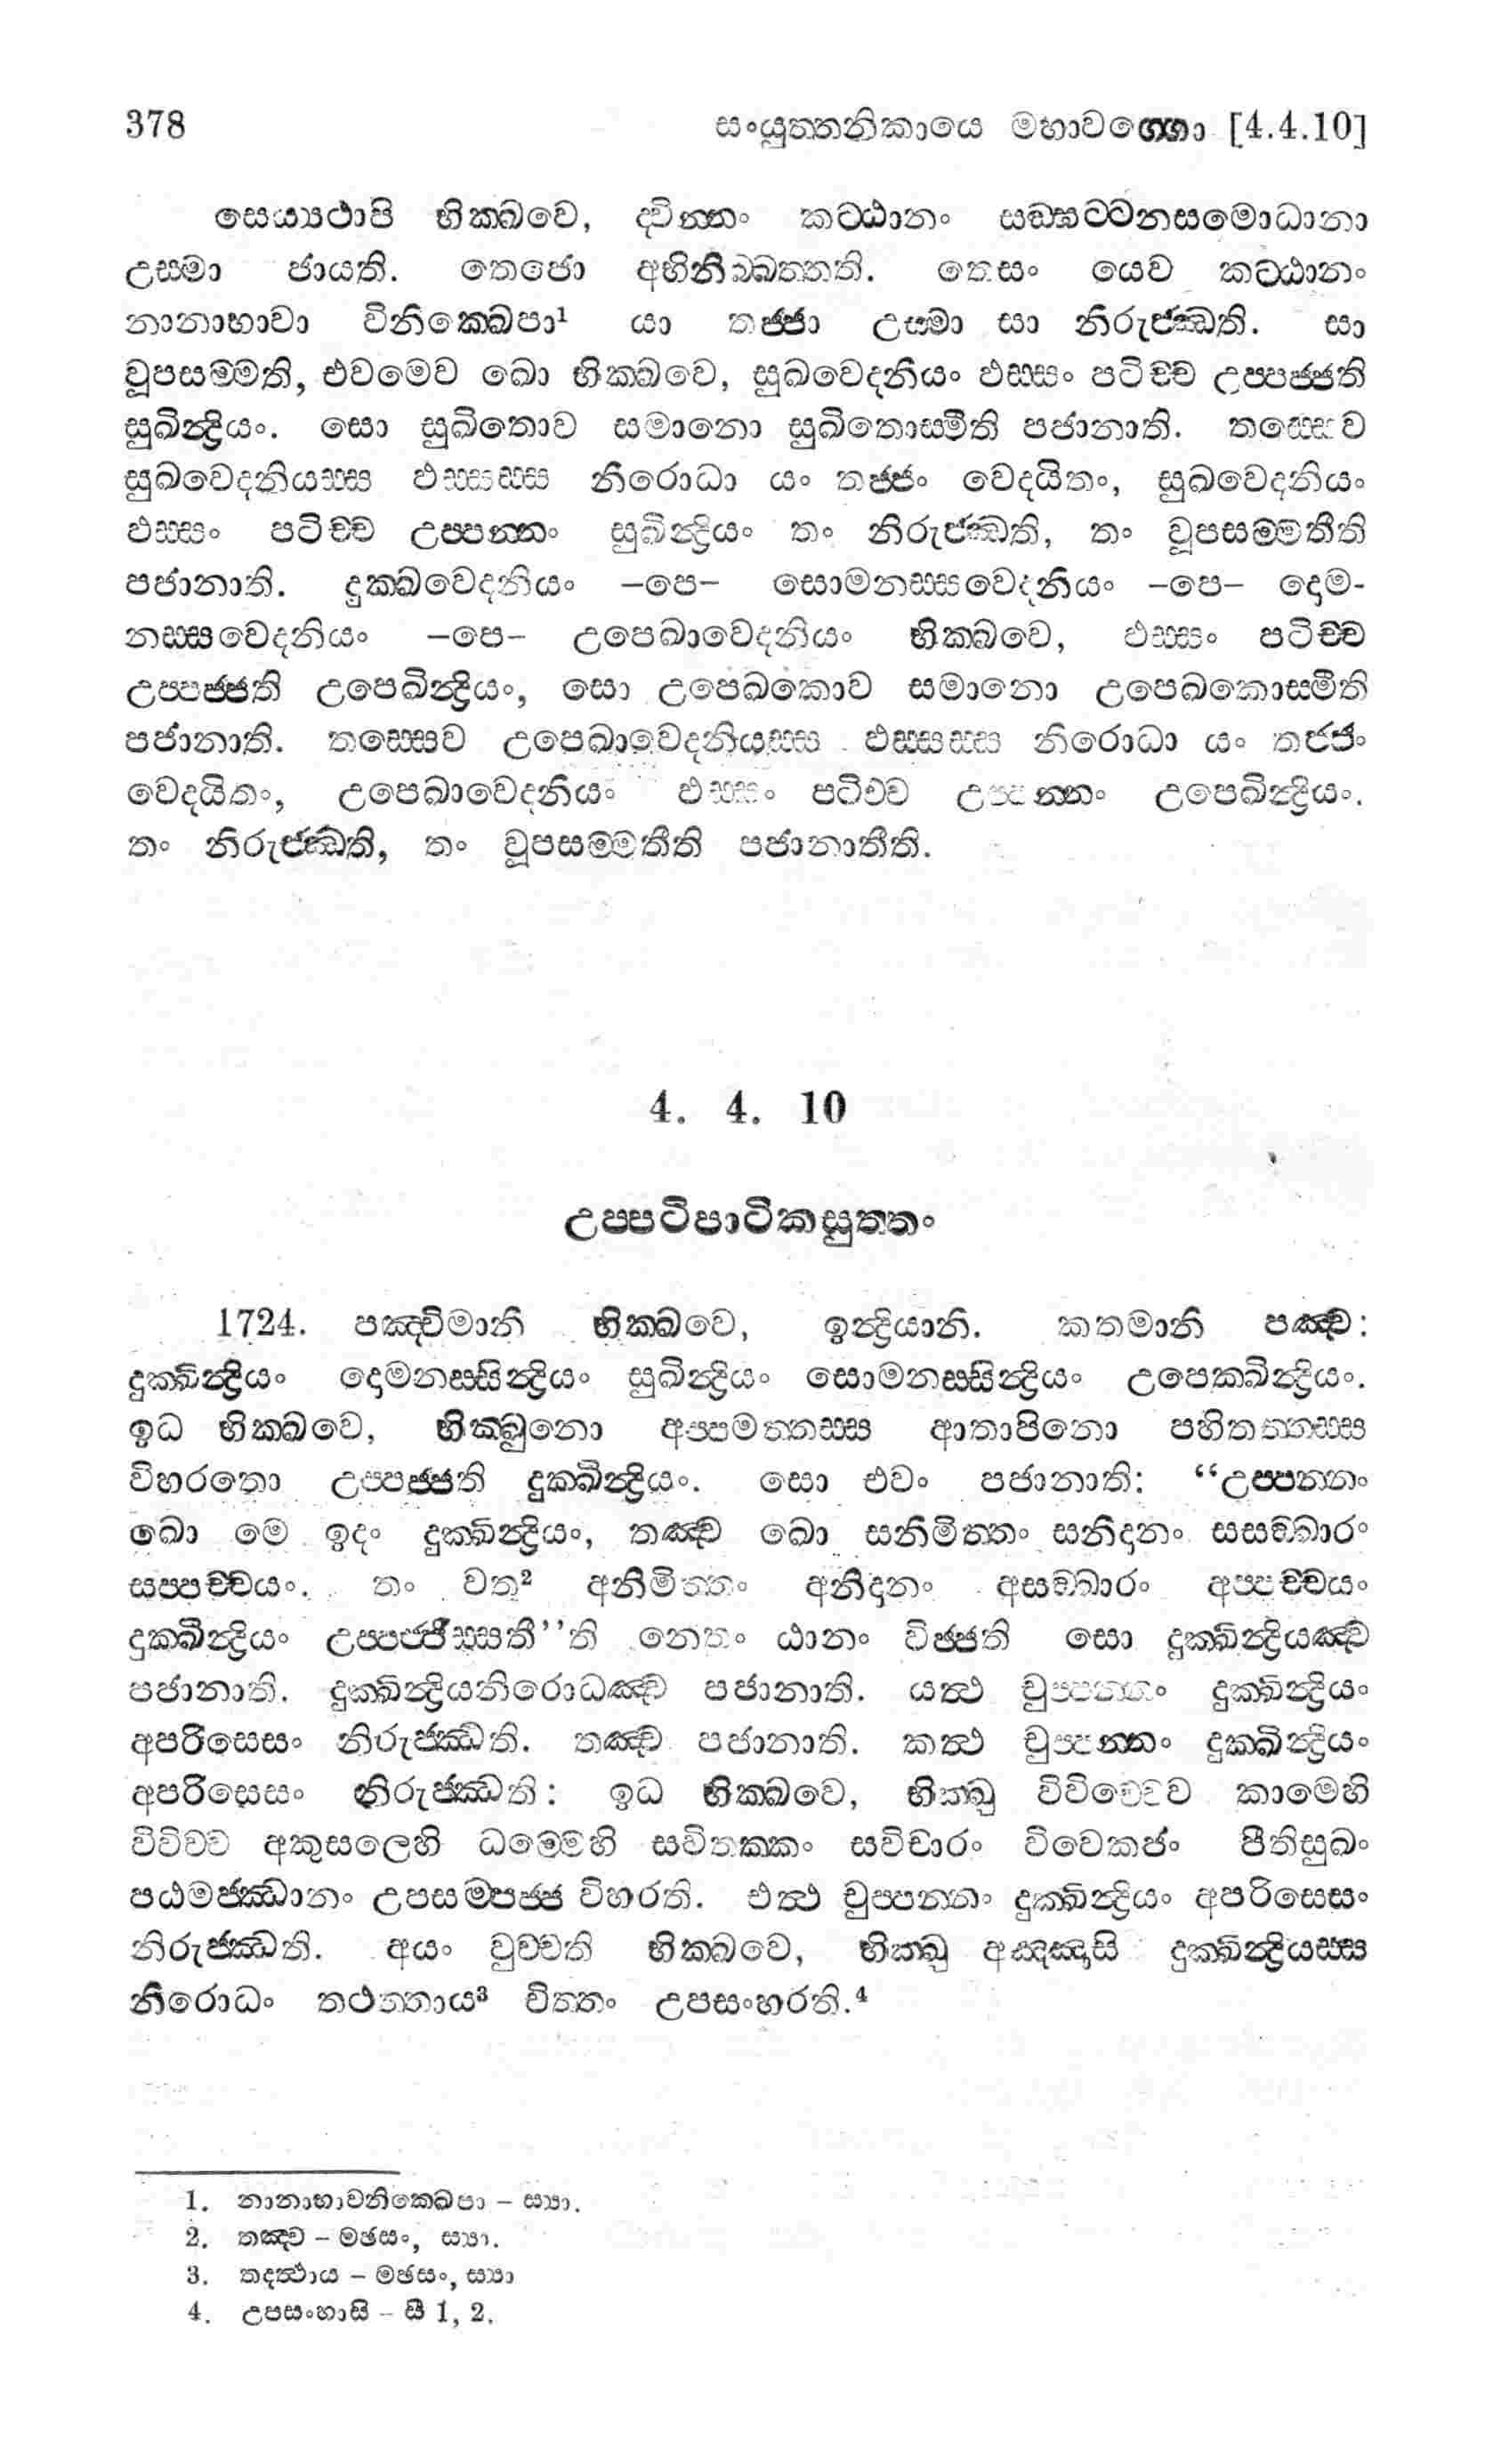 378 සංයුත්තනිකායෙ මහාවග්ගො [4.4.10]
සෙය්‍යථාපි භික්ඛවෙ, ද්වින්නං කට්ඨානං සඞ්ඝට්ටනසමොධානා
උස්මා ජායති. තෙජො අභිනිබ්බත්තති. තෙසං යෙව කට්ඨානං
නානාභාවා විනික්ඛෙපා¹ යා තජ්ජා උස්මා සා නිරුජ්ඣති. සා
වූපසම්මති, එවමෙව ඛො භික්ඛවෙ, සුඛවෙදනීයං ඵස්සං පටිච්ච උප්පජ්ජති
සුඛින්ද්‍රියං. සො සුඛිතොව සමානො සුඛිතොස්මීති පජානාති. තස්සෙව
සුඛවෙදනියස්ස ඵස්සස්ස නිරොධා යං තජ්ජං වෙදයිතං, සුඛවෙදනියං
ඵස්සං පටිච්ච උප්පන්නං සුඛින්ද්‍රියං තං නිරුජ්ඣති, තං වූපසම්මතීති
පජානාති. දුක්ඛවෙදනියං –පෙ– සොමනස්සවෙදනියං –පෙ– දොම-
නස්සවෙදනියං –පෙ– උපෙඛාවෙදනියං භික්ඛවෙ, ඵස්සං පටිච්ච
උප්පජ්ජති උපෙඛින්ද්‍රියං, සො උපෙඛකොව සමානො උපෙඛකොස්මීති
පජානාති. තස්සෙව උපෙඛාවෙදනියස්ස ඵස්සස්ස නිරොධා යං තජ්ජං
වෙදයිතං, උපෙඛාවෙදනියං ඵස්සං පටිච්ච උප්පන්නං උපෙඛින්ද්‍රියං.
තං නිරුජ්ඣති, තං වූපසම්මතීති පජානාතීති.
4. 4. 10
උප්පටිපාටිකසුත්තං
1724. පඤ්චිමානි භික්ඛවෙ, ඉන්ද්‍රියානි. කතමානි පඤ්ච:
දුක්ඛින්ද්‍රියං දොමනස්සින්ද්‍රියං සුඛින්ද්‍රියං සොමනස්සින්ද්‍රියං උපෙක්ඛින්ද්‍රියං.
ඉධ භික්ඛවෙ, භික්ඛුනො අප්පමත්තස්ස ආතාපිනො පහිතත්තස්ස
විහරතො උප්පජ්ජති දුක්ඛින්ද්‍රියං. සො එවං පජානාති: “උප්පන්නං
ඛො මෙ ඉදං දුක්ඛින්ද්‍රියං, තඤ්ච ඛො සනිමිත්තං සනිදානං සසඞ්ඛාරං
සප්පච්චයං. තං වත² අනිමිත්තං අනිදානං අසඞ්ඛාරං අප්පච්චයං
දුක්ඛින්ද්‍රියං උප්පජ්ජිස්සතී”ති නෙතං ඨානං විජ්ජති සො දුක්ඛින්ද්‍රියඤ්ච
පජානාති. දුක්ඛින්ද්‍රියනිරොධඤ්ච පජානාති. යත්ථ චුප්පන්නං දුක්ඛින්ද්‍රියං
අපරිසෙසං නිරුජ්ඣති. තඤ්ච පජානාති. කත්ථ චුප්පන්නං දුක්ඛින්ද්‍රියං
අපරිසෙසං නිරුජ්ඣති: ඉධ භික්ඛවෙ, භික්ඛු විවිච්චෙව කාමෙහි
විවිච්ච අකුසලෙහි ධම්මෙහි සවිතක්කං සවිචාරං විවෙකජං පීතිසුඛං
පඨමජ්ඣානං උපසම්පජ්ජ විහරති. එත්ථ චුප්පන්නං දුක්ඛින්ද්‍රියං අපරිසෙසං
නිරුජ්ඣති. අයං වුච්චති භික්ඛවෙ, භික්ඛු අඤ්ඤාසි දුක්ඛින්ද්‍රියස්ස
නිරොධං තථත්තාය³ චිත්තං උපසංහරති.⁴
1. නානාභාවනික්ඛෙපා – ස්‍යා.
2. තඤ්ච – මඡසං, ස්‍යා.
3. තදත්ථාය – මඡසං, ස්‍යා
4. උපසංහාසි – සී 1, 2.